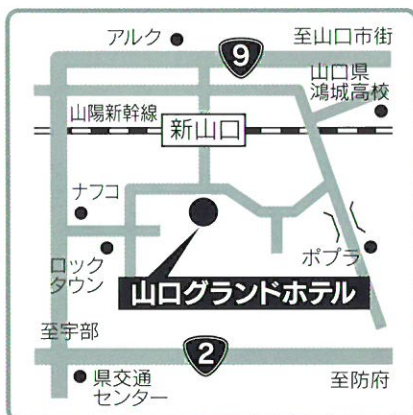 アルク
9
至山口市街
山口県
鴻城高校
山陽新幹線
新山口
ナフコ
ロック
タウン
ポプラ
山口グランドホテル
至宇部
2
県交通
センター
至防府